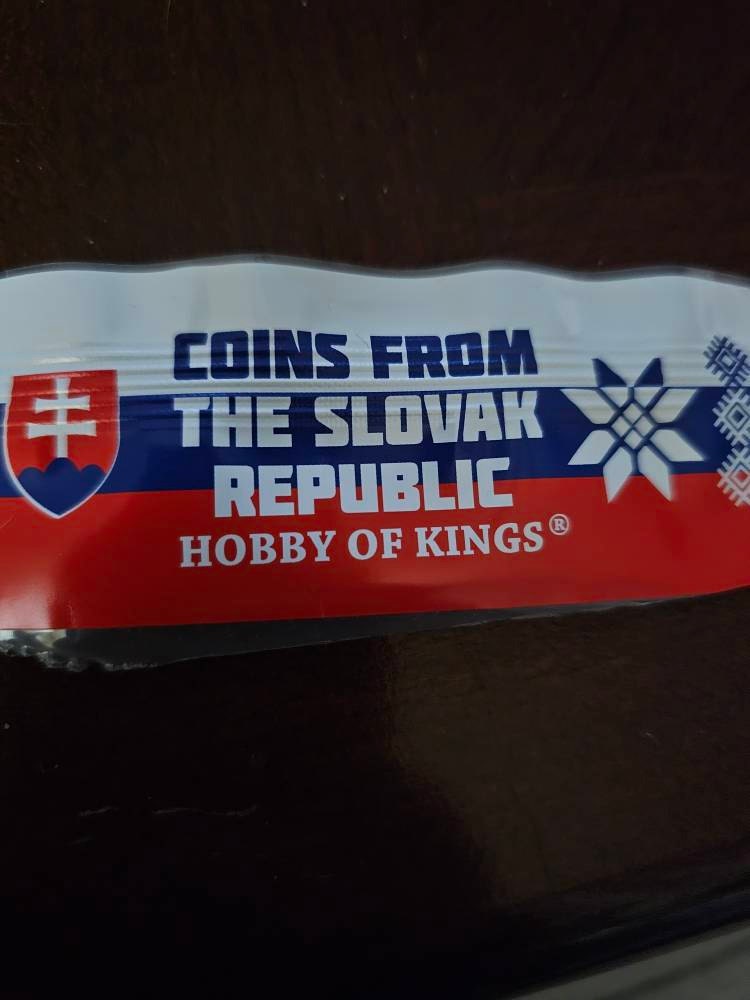 COINS FROM
THE SLOVAK
REPUBLIC
HOBBY OF KINGS®